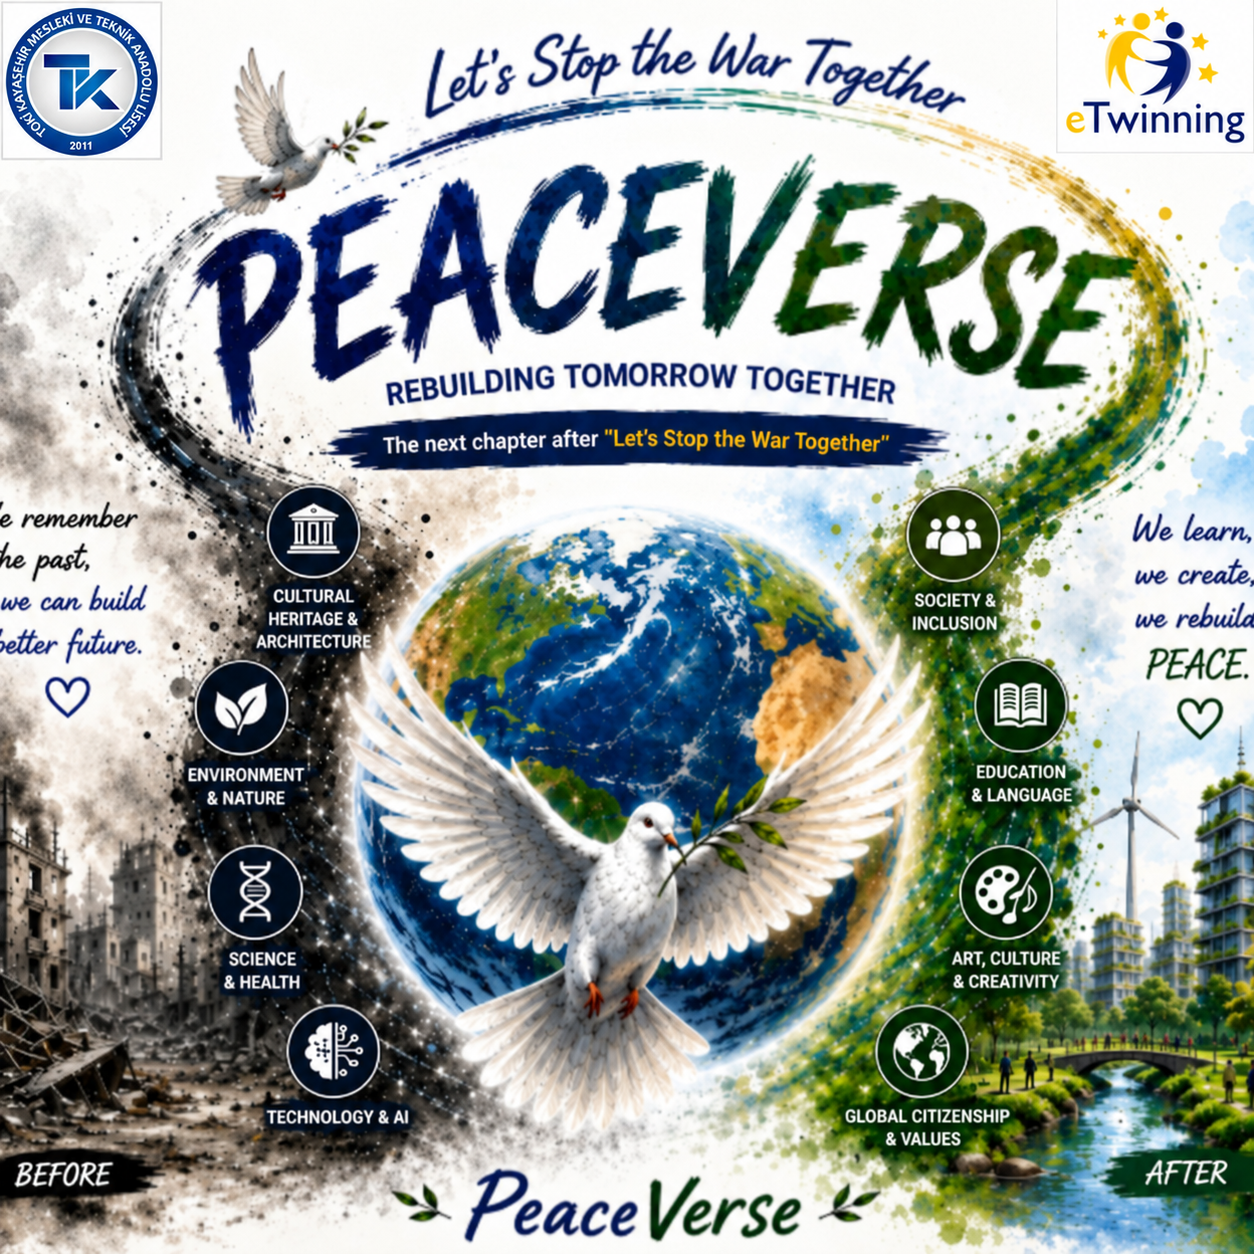 TOKİ KAYAŞEHİR MESLEKİ VE TEKNİK ANADOLU LİSESİ
TK
2011
Let's Stop the War Together
eTwinning
PEACEVERSE
REBUILDING TOMORROW TOGETHER
The next chapter after "Let's Stop the War Together"
remember
the past,
we can build
better future.
CULTURAL
HERITAGE &
ARCHITECTURE
ENVIRONMENT
& NATURE
SCIENCE
& HEALTH
TECHNOLOGY & AI
SOCIETY &
INCLUSION
EDUCATION
& LANGUAGE
ART, CULTURE
& CREATIVITY
GLOBAL CITIZENSHIP
& VALUES
We learn,
we create,
we rebuild
PEACE.
BEFORE
AFTER
PeaceVerse